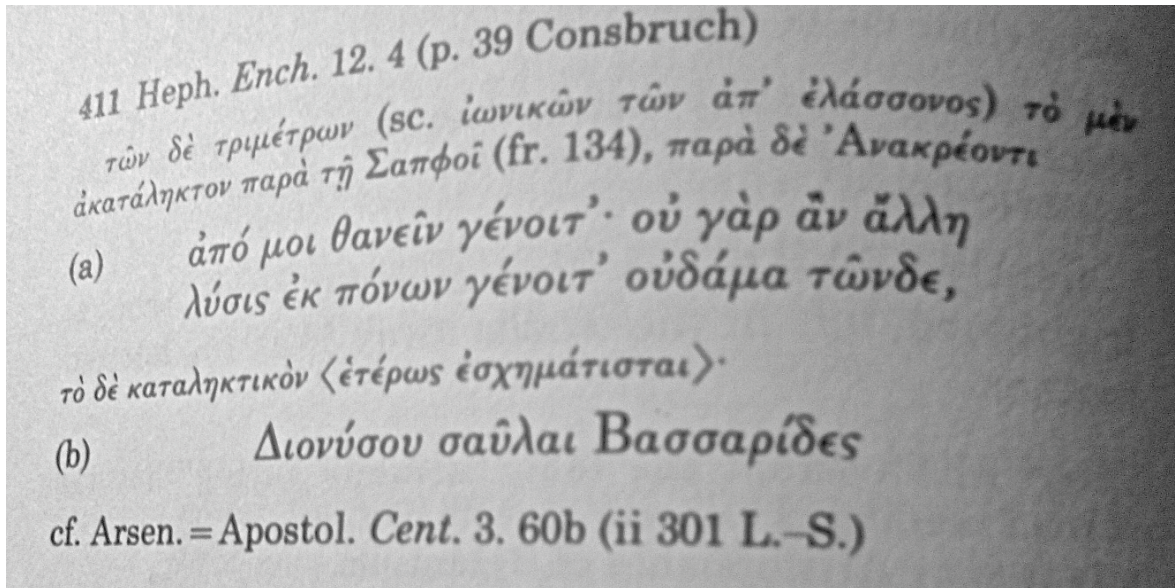 411 Heph. Ench. 12. 4 (p. 39 Consbruch)
τῶν δὲ τριμέτρων (sc. ἰωνικῶν τῶν ἀπ’ ἐλάσσονος) τὸ μὲν
ἀκατάληκτον παρὰ τῇ Σαπφοῖ (fr. 134), παρὰ δὲ ’Ανακρέοντι
(a) ἀπό μοι θανεῖν γένοιτ’· οὐ γὰρ ἂν ἄλλη
λύσις ἐκ πόνων γένοιτ’ οὐδάμα τῶνδε,
τὸ δὲ καταληκτικὸν ⟨ἑτέρως ἐσχημάτισται⟩·
(b) Διονύσου σαῦλαι Βασσαρίδες
cf. Arsen. = Apostol. Cent. 3. 60b (ii 301 L.–S.)